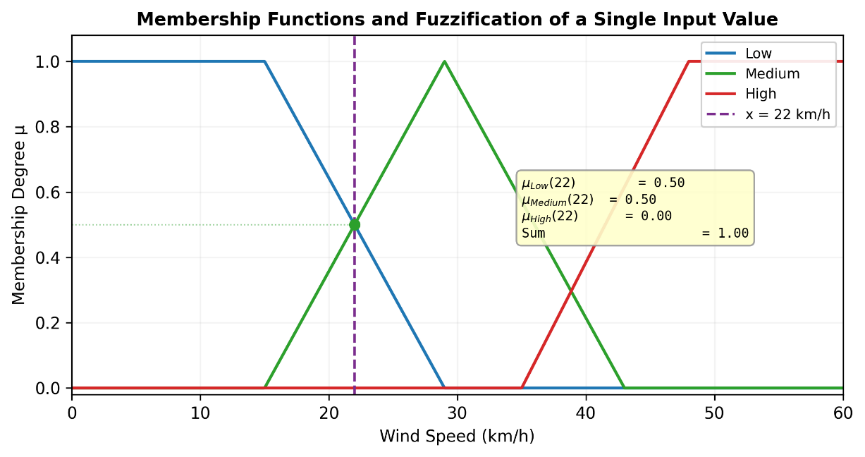 Membership Functions and Fuzzification of a Single Input Value
Low
Medium
High
x = 22 km/h
1.0
0.8
0.6
0.4
0.2
0.0
Membership Degree μ
μLow(22) = 0.50
μMedium(22) = 0.50
μHigh(22) = 0.00
Sum = 1.00
0 10 20 30 40 50 60
Wind Speed (km/h)